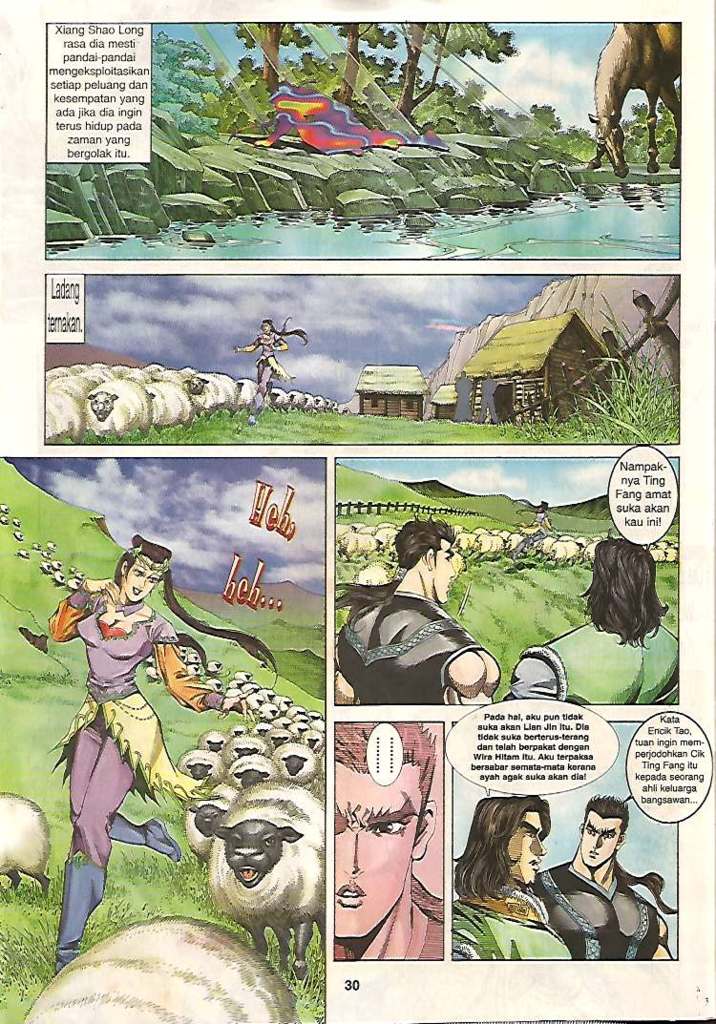 Xiang Shao Long
rasa dia mesti
pandai-pandai
mengeksploitasikan
setiap peluang dan
kesempatan yang
ada jika dia ingin
terus hidup pada
zaman yang
bergolak itu.
Ladang
ternakan.
Heh,
heh...
Nampak-
nya Ting
Fang amat
suka akan
kau ini!
Pada hal, aku pun tidak
suka akan Lian Jin itu. Dia
tidak suka berterus-terang
dan telah berpakat dengan
Wira Hitam ini. Aku terpaksa
bersabar semata-mata kerana
ayah agak suka akan dia!
Kata
Encik Tao,
tuan ingin mem-
perjodohkan Cik
Ting Fang itu
kepada seorang
ahli keluarga
bangsawan...
30